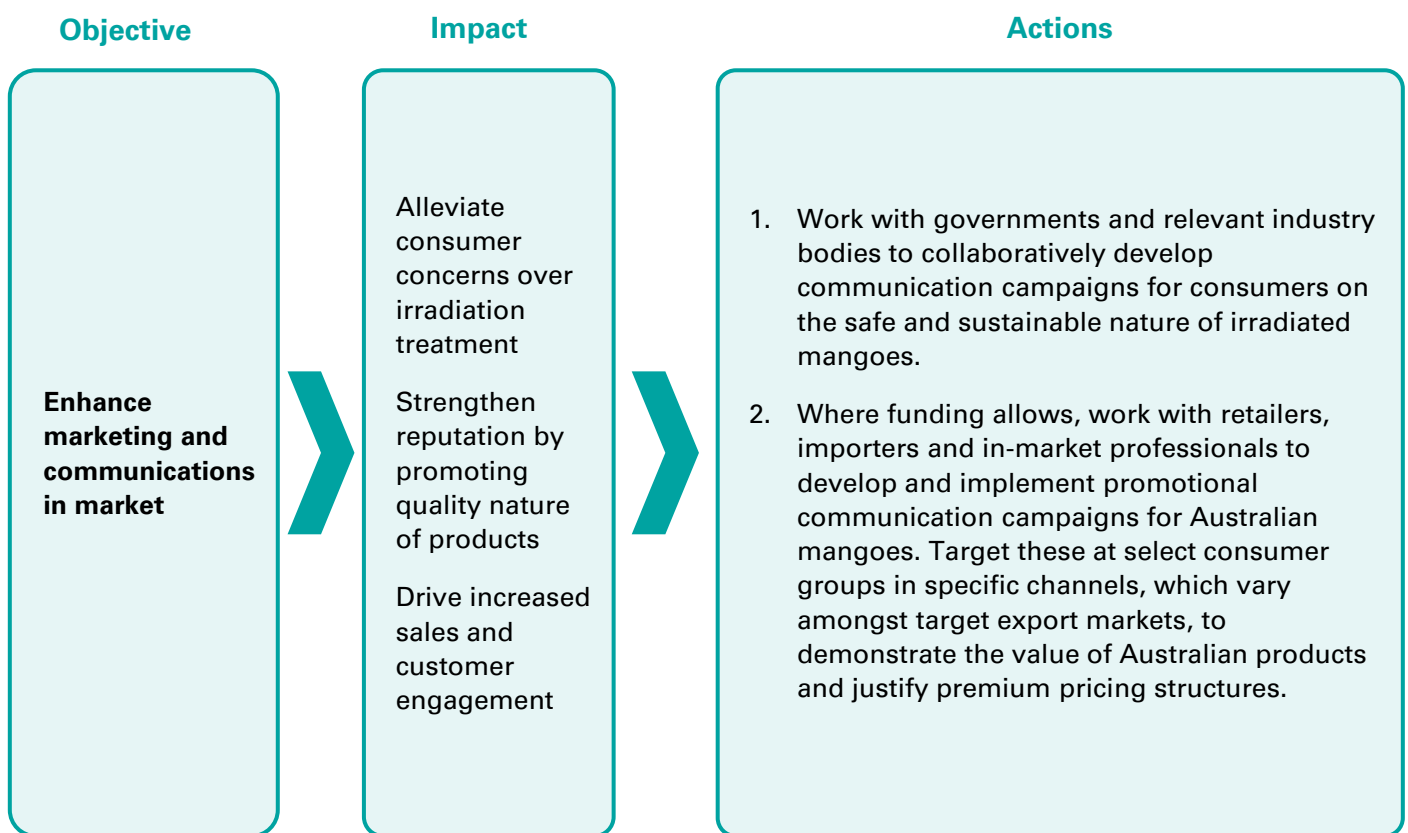 Objective
Impact
Actions
Enhance
marketing and
communications
in market
Alleviate
consumer
concerns over
irradiation
treatment
Strengthen
reputation by
promoting
quality nature
of products
Drive increased
sales and
customer
engagement
1. Work with governments and relevant industry
bodies to collaboratively develop
communication campaigns for consumers on
the safe and sustainable nature of irradiated
mangoes.
2. Where funding allows, work with retailers,
importers and in-market professionals to
develop and implement promotional
communication campaigns for Australian
mangoes. Target these at select consumer
groups in specific channels, which vary
amongst target export markets, to
demonstrate the value of Australian products
and justify premium pricing structures.